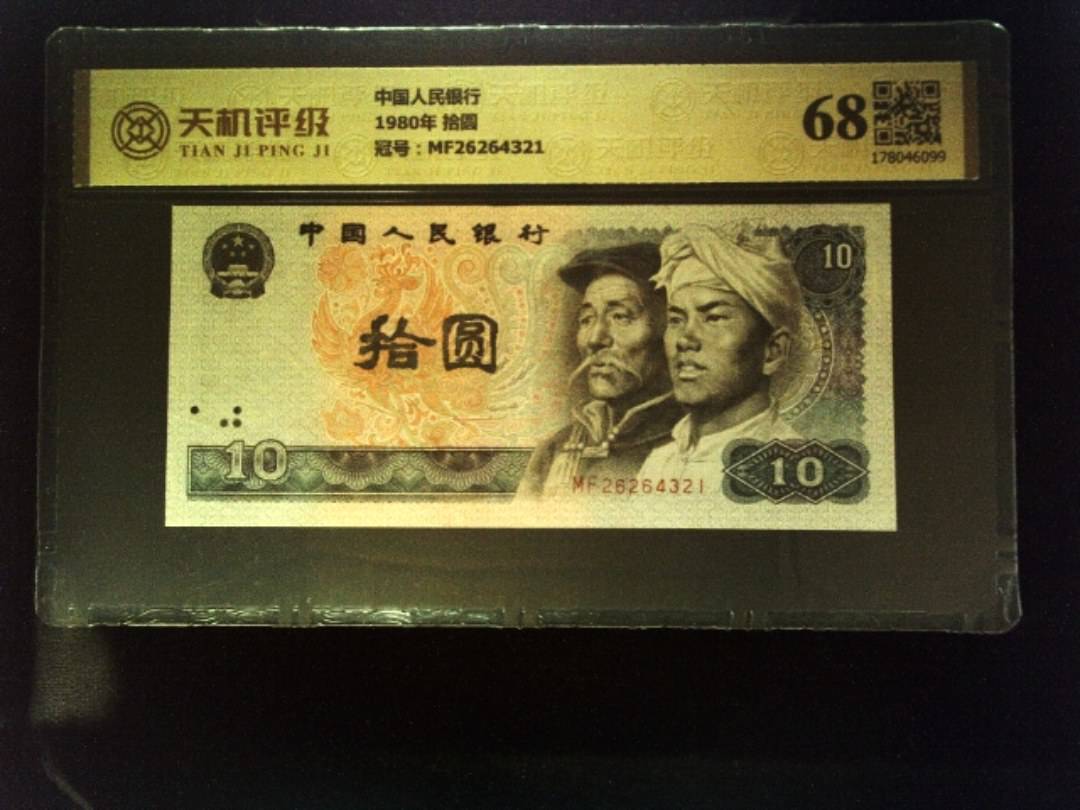 天机评级
TIAN JI PING JI
中国人民银行
1980年 拾圆
冠号：MF26264321
68
178046099
中国人民银行
10
拾圆
10
MF26264321
10